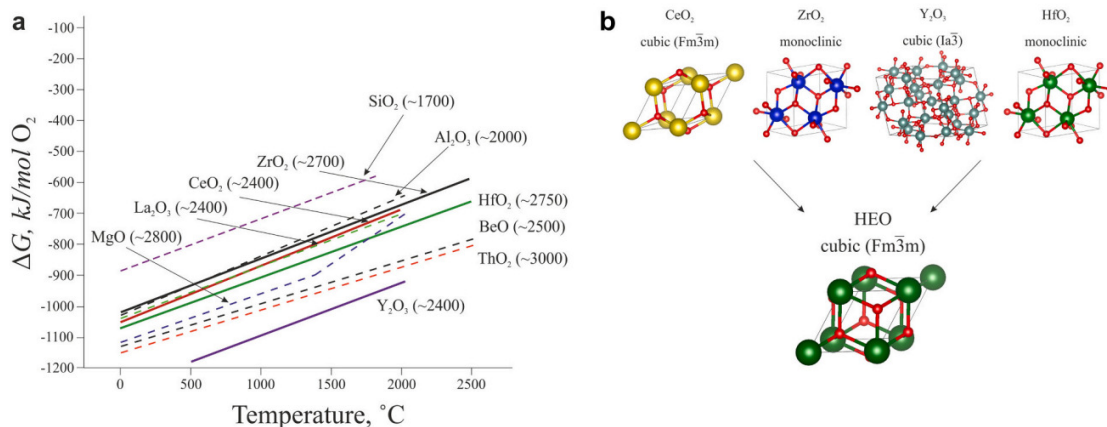 a
ΔG, kJ/mol O₂
-100
-200
-300
-400
-500
-600
-700
-800
-900
-1000
-1100
-1200
SiO₂ (~1700)
Al₂O₃ (~2000)
ZrO₂ (~2700)
CeO₂ (~2400)
La₂O₃ (~2400)
MgO (~2800)
HfO₂ (~2750)
BeO (~2500)
ThO₂ (~3000)
Y₂O₃ (~2400)
0
500
1000
1500
2000
2500
Temperature, ˚C
b
CeO₂
cubic (Fm3̅m)
ZrO₂
monoclinic
Y₂O₃
cubic (Ia3̅)
HfO₂
monoclinic
HEO
cubic (Fm3̅m)